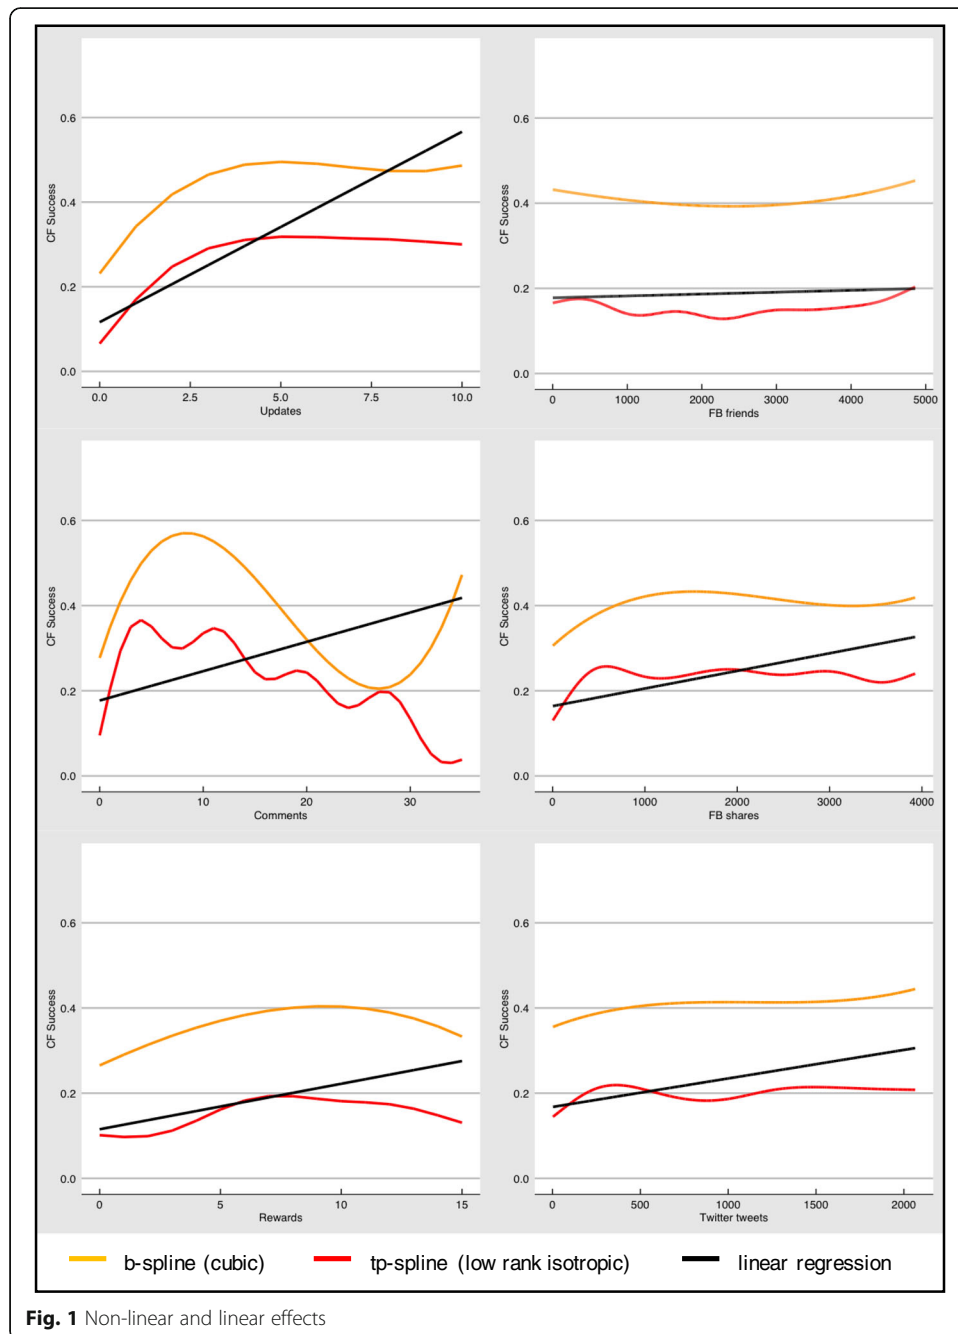 0.6
0.4
0.2
0.0
CF Success
0.0 2.5 5.0 7.5 10.0
Updates
0.6
0.4
0.2
0.0
CF Success
0 1000 2000 3000 4000 5000
FB friends
0.6
0.4
0.2
0.0
CF Success
0 10 20 30
Comments
0.6
0.4
0.2
0.0
CF Success
0 1000 2000 3000 4000
FB shares
0.6
0.4
0.2
0.0
CF Success
0 5 10 15
Rewards
0.6
0.4
0.2
0.0
CF Success
0 500 1000 1500 2000
Twitter tweets
b-spline (cubic) tp-spline (low rank isotropic) linear regression
Fig. 1 Non-linear and linear effects